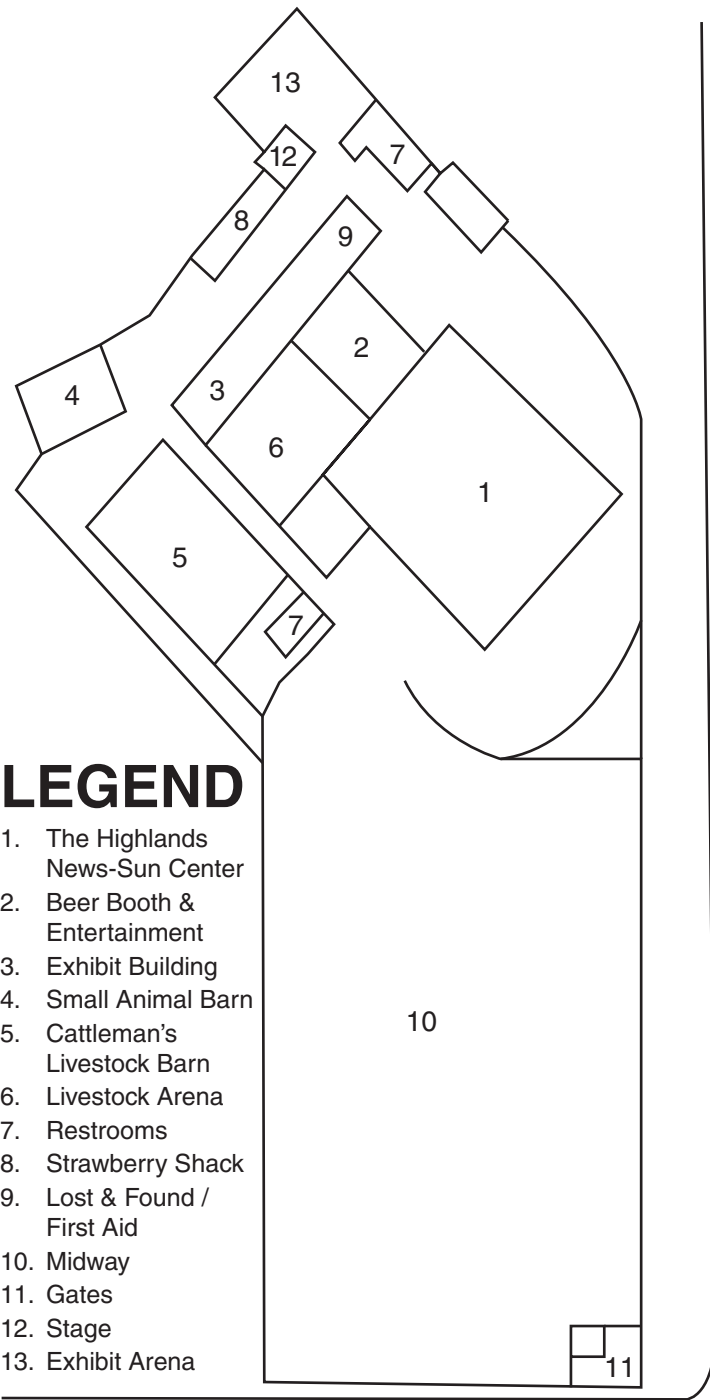 13
12
7
8
9
2
4
3
6
1
5
7
LEGEND
1. The Highlands
News-Sun Center
2. Beer Booth &
Entertainment
3. Exhibit Building
4. Small Animal Barn
5. Cattleman's
Livestock Barn
6. Livestock Arena
7. Restrooms
8. Strawberry Shack
9. Lost & Found /
First Aid
10. Midway
11. Gates
12. Stage
13. Exhibit Arena
10
11